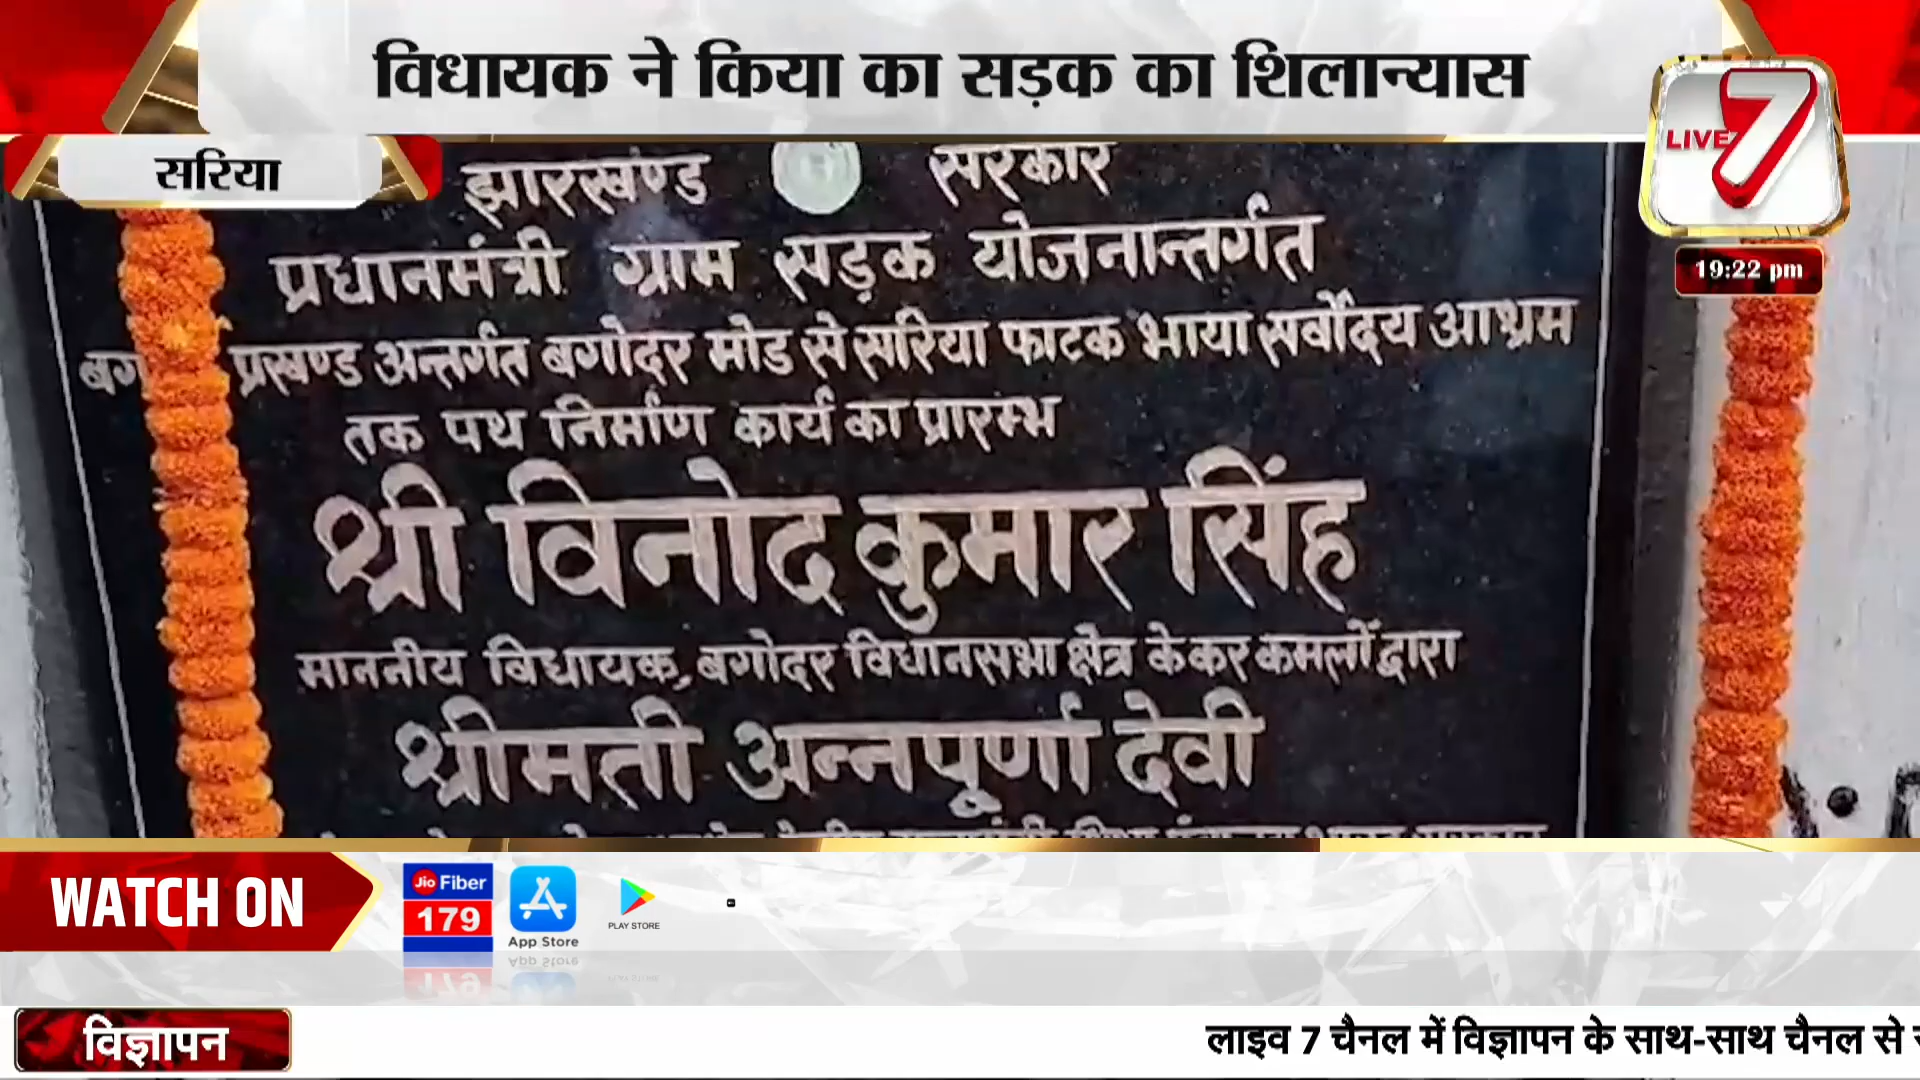 विधायक ने किया का सड़क का शिलान्यास
LIVE 7
सरिया
19:22 pm
झारखण्ड सरकार
प्रधानमंत्री ग्राम सड़क योजनान्तर्गत
प्रखण्ड अन्तर्गत बगोदर मोड से सरिया फाटक भाया सर्वोदय आश्रम
तक पथ निर्माण कार्य का प्रारम्भ
श्री विनोद कुमार सिंह
माननीय विधायक, बगोदर विधानसभा क्षेत्र के कर कमलों द्वारा
श्रीमती अन्नपूर्णा देवी
WATCH ON
Jio Fiber
179
App Store
PLAY STORE
विज्ञापन
लाइव 7 चैनल में विज्ञापन के साथ-साथ चैनल से